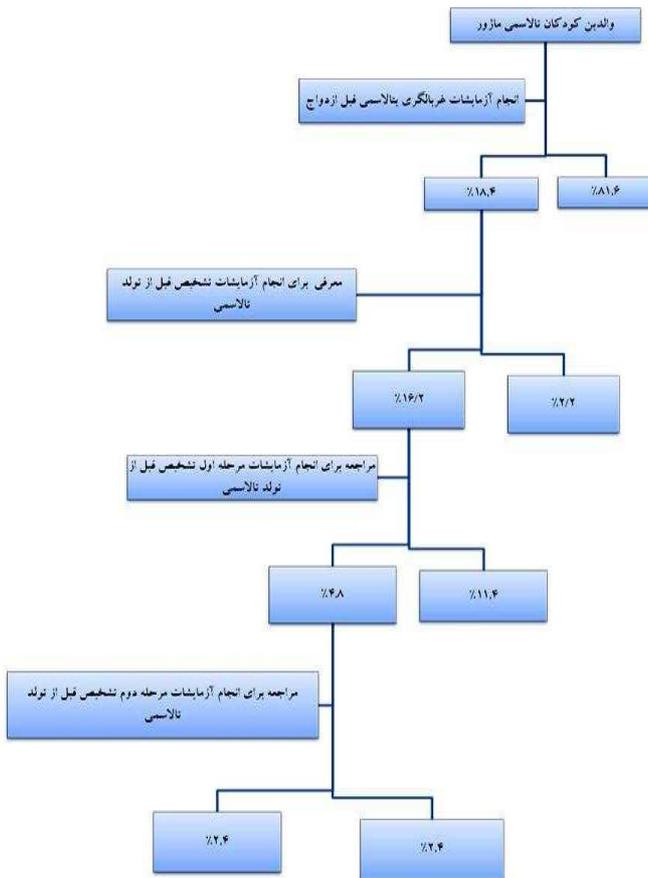 والدین کودکان تالاسمی ماژور
انجام آزمایشات غربالگری بتالاسمی قبل ازدواج
٪۸۱,۶
٪۱۸,۴
معرفی برای انجام آزمایشات تشخیص قبل از تولد
تالاسمی
٪۲/۲
٪۱۶/۲
مراجعه برای انجام آزمایشات مرحله اول تشخیص قبل از
تولد تالاسمی
٪۱۱,۴
٪۴,۸
مراجعه برای انجام آزمایشات مرحله دوم تشخیص قبل از تولد
تالاسمی
٪۲,۴
٪۲,۴